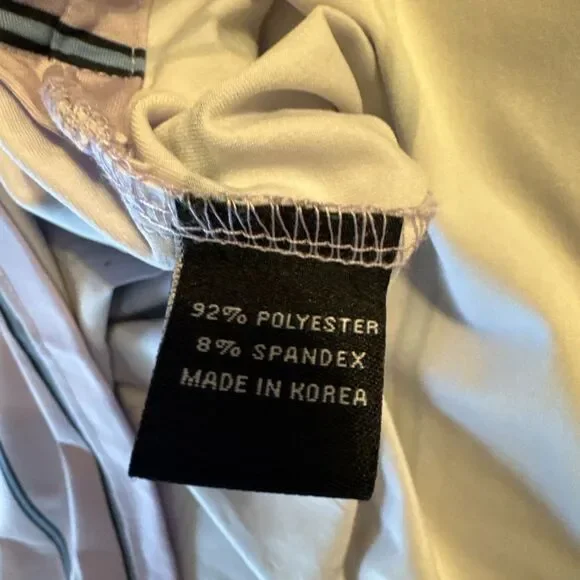 92% POLYESTER
8% SPANDEX
MADE IN KOREA